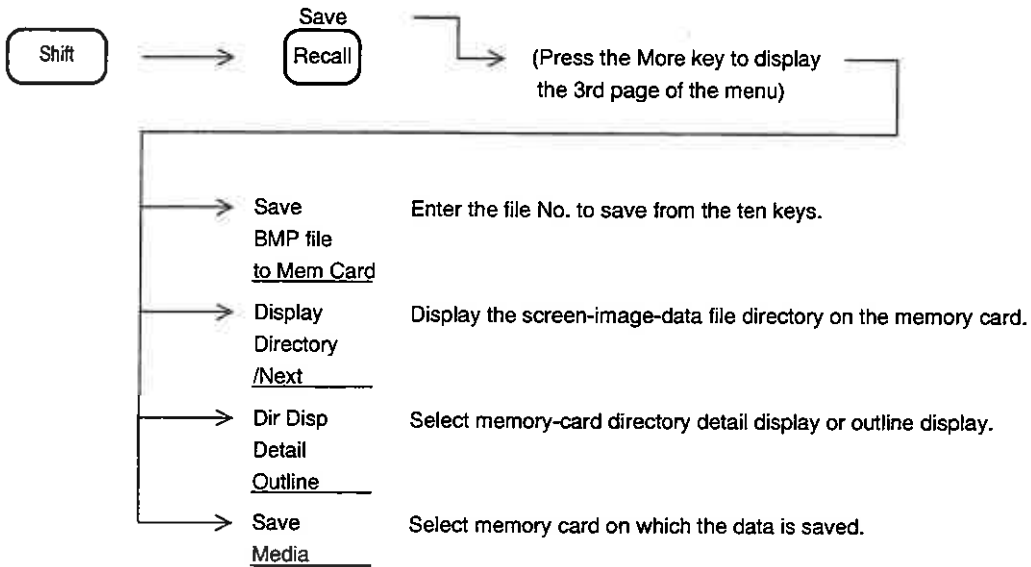 Save
Shift
Recall
(Press the More key to display
the 3rd page of the menu)
Save
BMP file
to Mem Card
Enter the file No. to save from the ten keys.
Display
Directory
/Next
Display the screen-image-data file directory on the memory card.
Dir Disp
Detail
Outline
Select memory-card directory detail display or outline display.
Save
Media
Select memory card on which the data is saved.